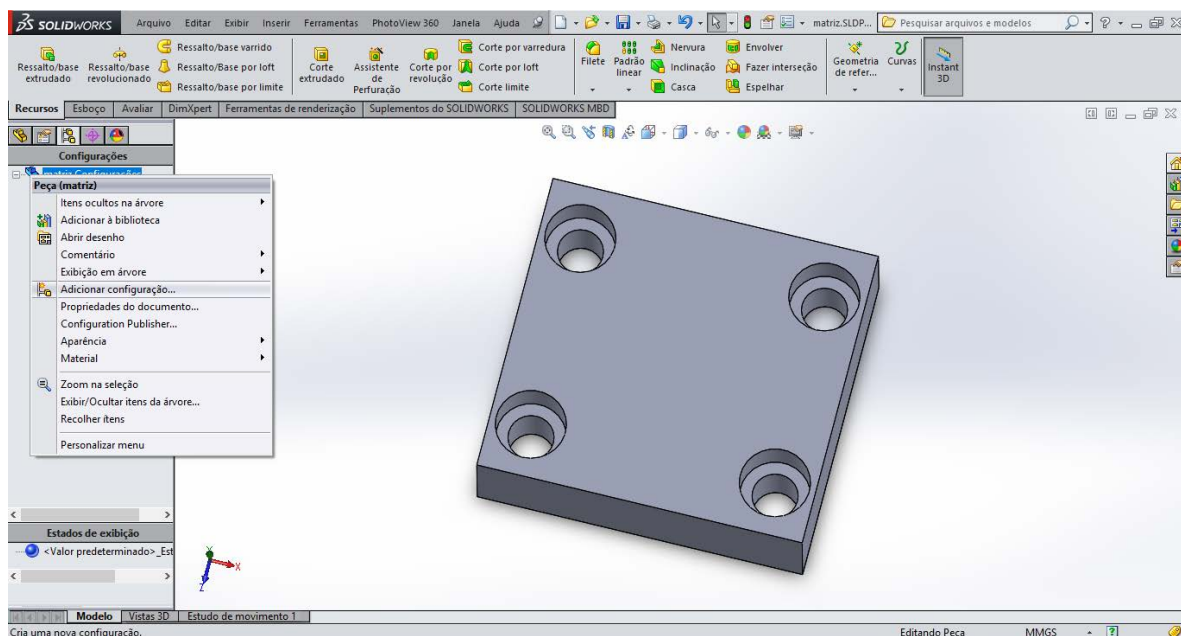 SOLIDWORKS Arquivo Editar Exibir Inserir Ferramentas PhotoView 360 Janela Ajuda matriz.SLDP... Pesquisar arquivos e modelos
Ressalto/base extrudado
Ressalto/base revolucionado
Ressalto/base varrido
Ressalto/Base por loft
Ressalto/base por limite
Corte extrudado
Assistente de Perfuração
Corte por revolução
Corte por varredura
Corte por loft
Corte limite
Filete
Padrão linear
Nervura
Inclinação
Casca
Envolver
Fazer interseção
Espelhar
Geometria de refer...
Curvas
Instant 3D
Recursos Esboço Avaliar DimXpert Ferramentas de renderização Suplementos do SOLIDWORKS SOLIDWORKS MBD
Configurações
matriz Configurações
Peça (matriz)
Itens ocultos na árvore
Adicionar à biblioteca
Abrir desenho
Comentário
Exibição em árvore
Adicionar configuração...
Propriedades do documento...
Configuration Publisher...
Aparência
Material
Zoom na seleção
Exibir/Ocultar itens da árvore...
Recolher ítens
Personalizar menu
Estados de exibição
<Valor predeterminado>_Est
Y
X
Z
Modelo Vistas 3D Estudo de movimento 1
Cria uma nova configuração. Editando Peça MMGS